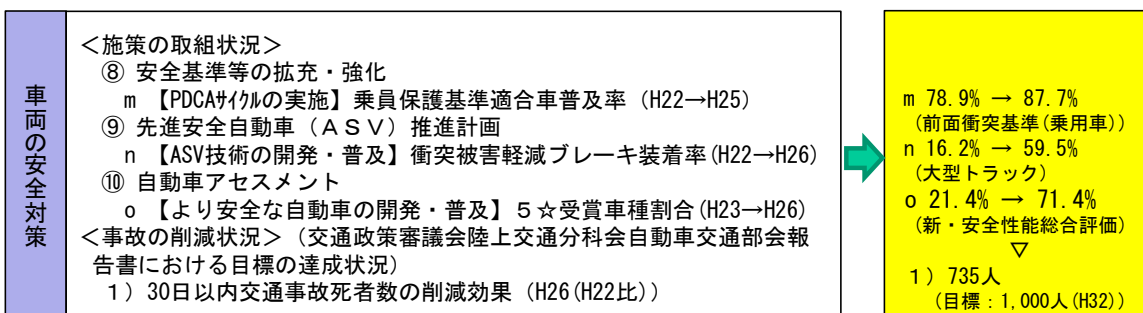 車両の安全対策
＜施策の取組状況＞
⑧ 安全基準等の拡充・強化
m 【PDCAｻｲｸﾙの実施】乗員保護基準適合車普及率（H22→H25）
⑨ 先進安全自動車（ＡＳＶ）推進計画
n 【ASV技術の開発・普及】衝突被害軽減ブレーキ装着率(H22→H26)
⑩ 自動車アセスメント
o 【より安全な自動車の開発・普及】５☆受賞車種割合(H23→H26)
＜事故の削減状況＞（交通政策審議会陸上交通分科会自動車交通部会報
告書における目標の達成状況）
１）30日以内交通事故死者数の削減効果（H26(H22比)）
m 78.9% → 87.7%
（前面衝突基準(乗用車)）
n 16.2% → 59.5%
（大型トラック）
o 21.4% → 71.4%
（新・安全性能総合評価）
▽
１）735人
（目標：1,000人(H32)）